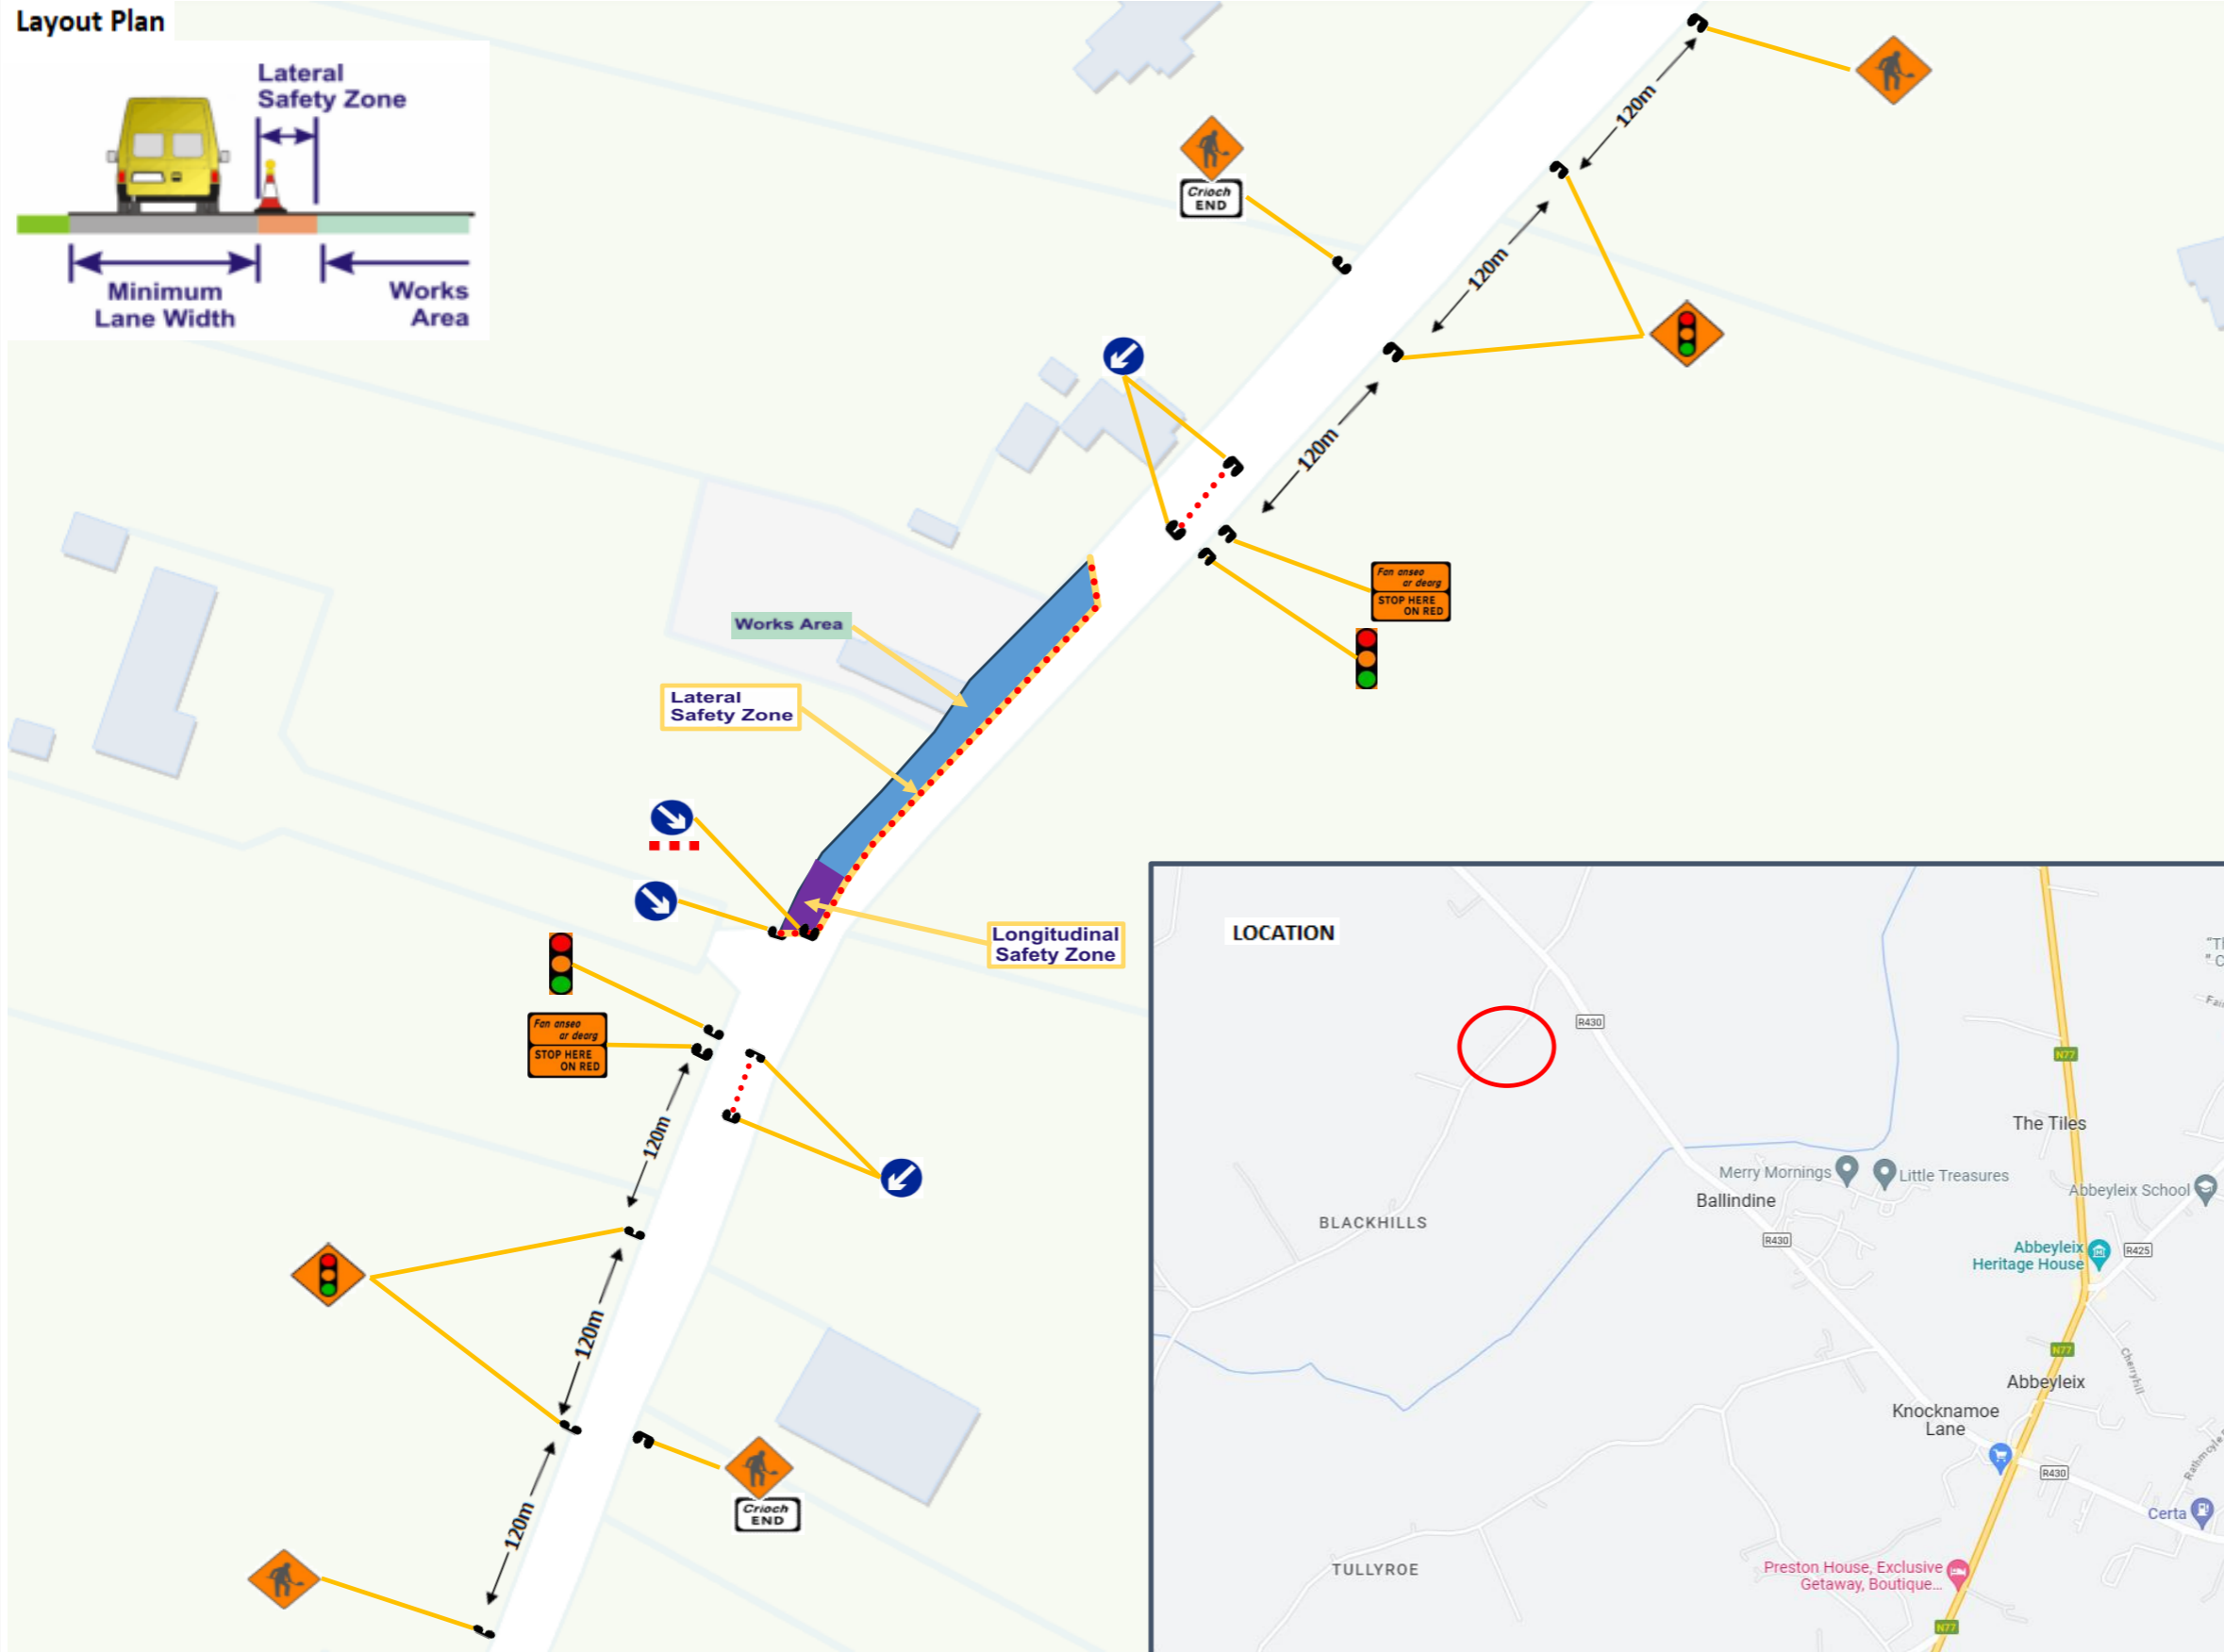 Layout Plan
Lateral
Safety Zone
Minimum
Lane Width
Works
Area
120m
Crioch
END
120m
120m
Fan anseo
ar dearg
STOP HERE
ON RED
Works Area
Lateral
Safety Zone
Longitudinal
Safety Zone
Fan anseo
ar dearg
STOP HERE
ON RED
120m
120m
120m
Crioch
END
LOCATION
R430
N77
The Tiles
Merry Mornings
Little Treasures
Abbeyleix School
Ballindine
BLACKHILLS
R430
Abbeyleix
Heritage House
R425
N77
Cherryhill
Abbeyleix
Knocknamoe
Lane
R430
Certa
TULLYROE
Preston House, Exclusive
Getaway, Boutique...
N77